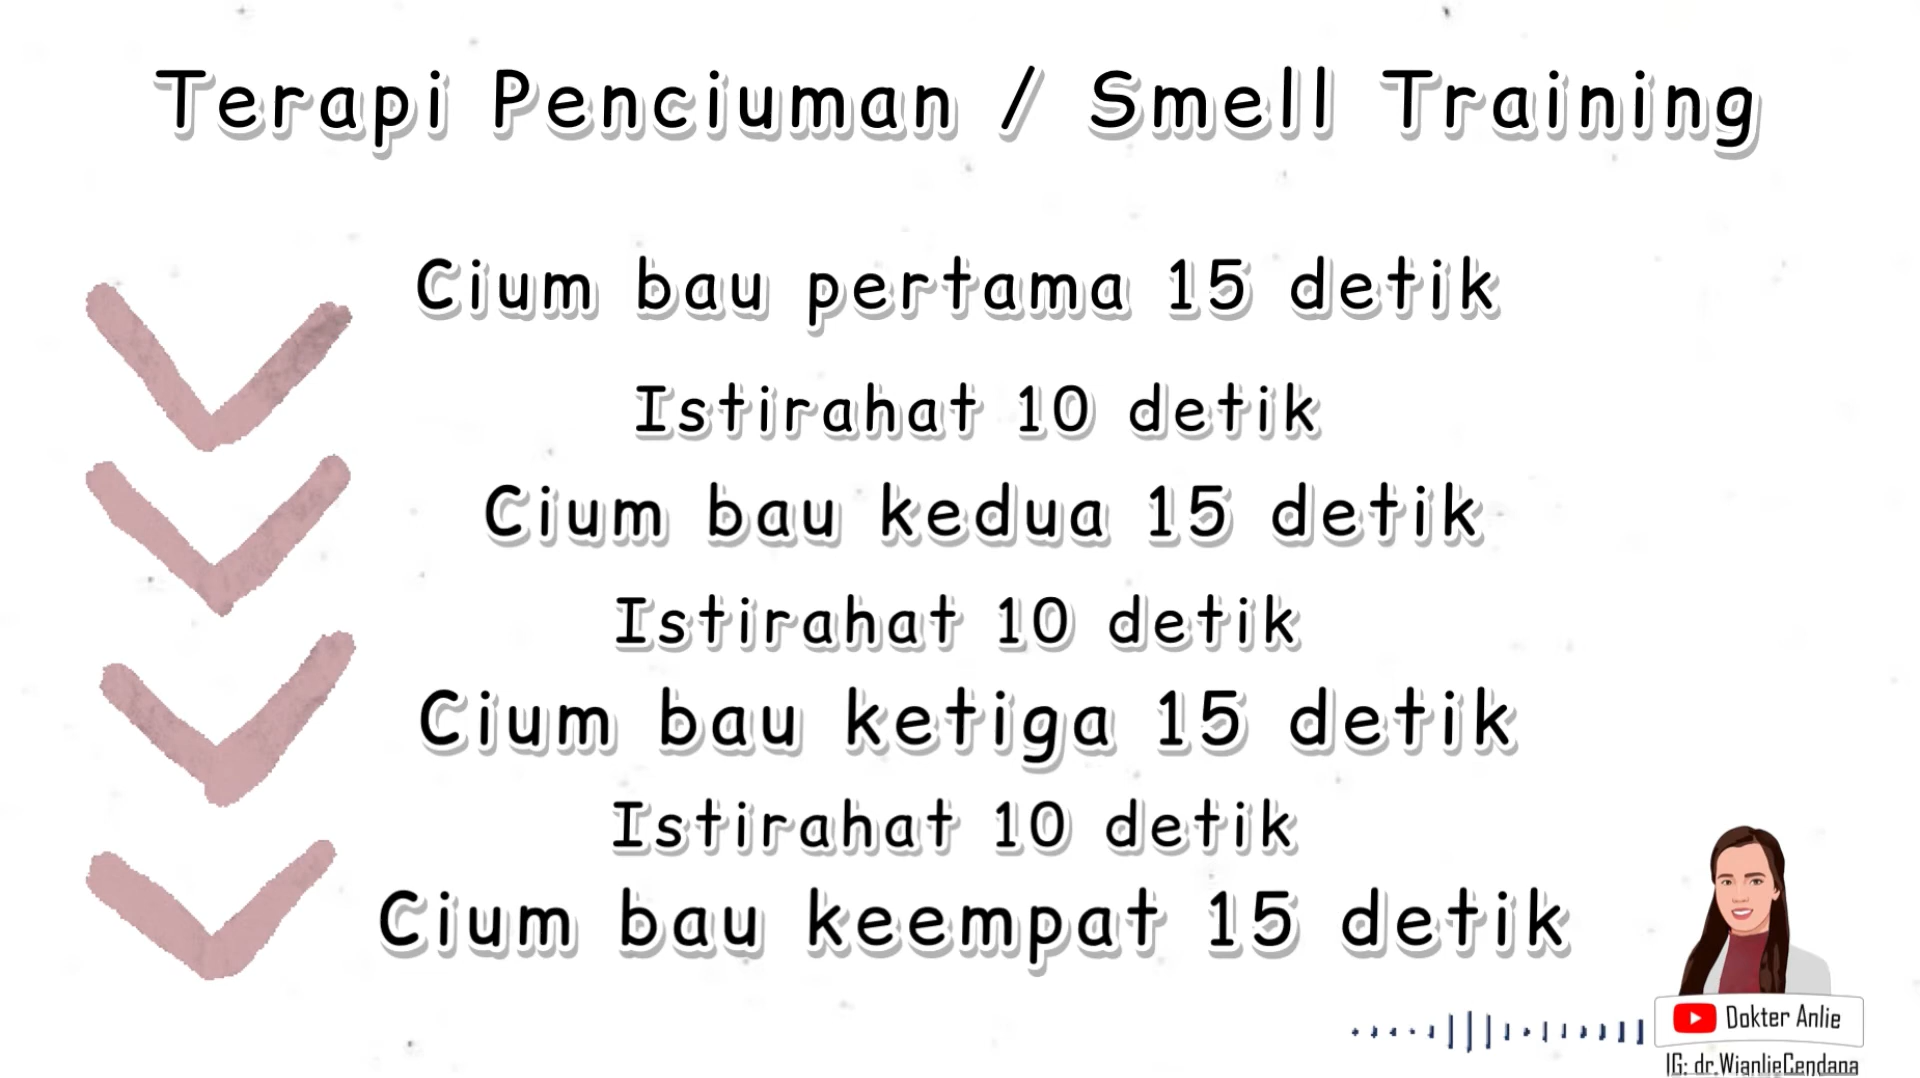 Terapi Penciuman / Smell Training
Cium bau pertama 15 detik
Istirahat 10 detik
Cium bau kedua 15 detik
Istirahat 10 detik
Cium bau ketiga 15 detik
Istirahat 10 detik
Cium bau keempat 15 detik
Dokter Anlie
IG: dr.WianlieCendana